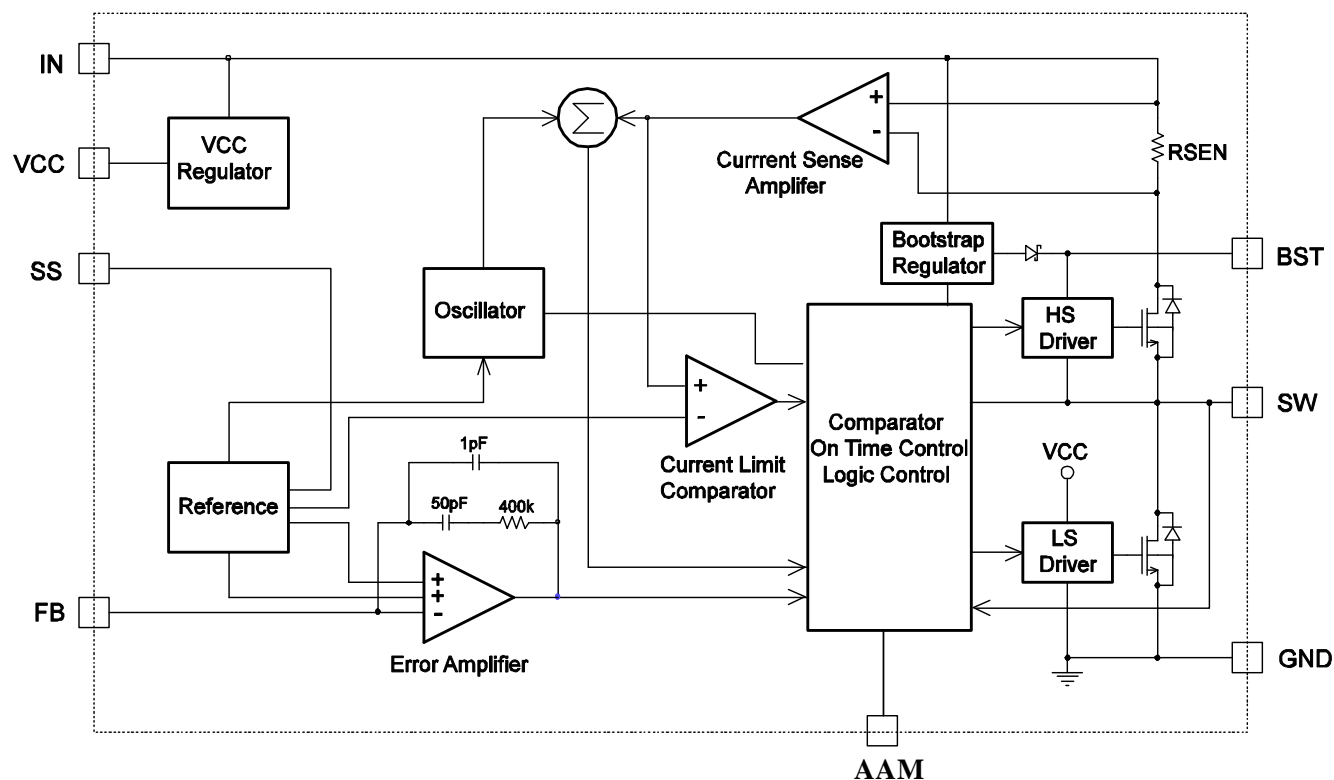 IN
VCC
SS
FB
VCC
Regulator
Σ
+
-
Currrent Sense
Amplifer
RSEN
Bootstrap
Regulator
BST
Oscillator
HS
Driver
+
-
Current Limit
Comparator
SW
Comparator
On Time Control
Logic Control
VCC
1pF
50pF
400k
Reference
LS
Driver
+
+
-
Error Amplifier
GND
AAM